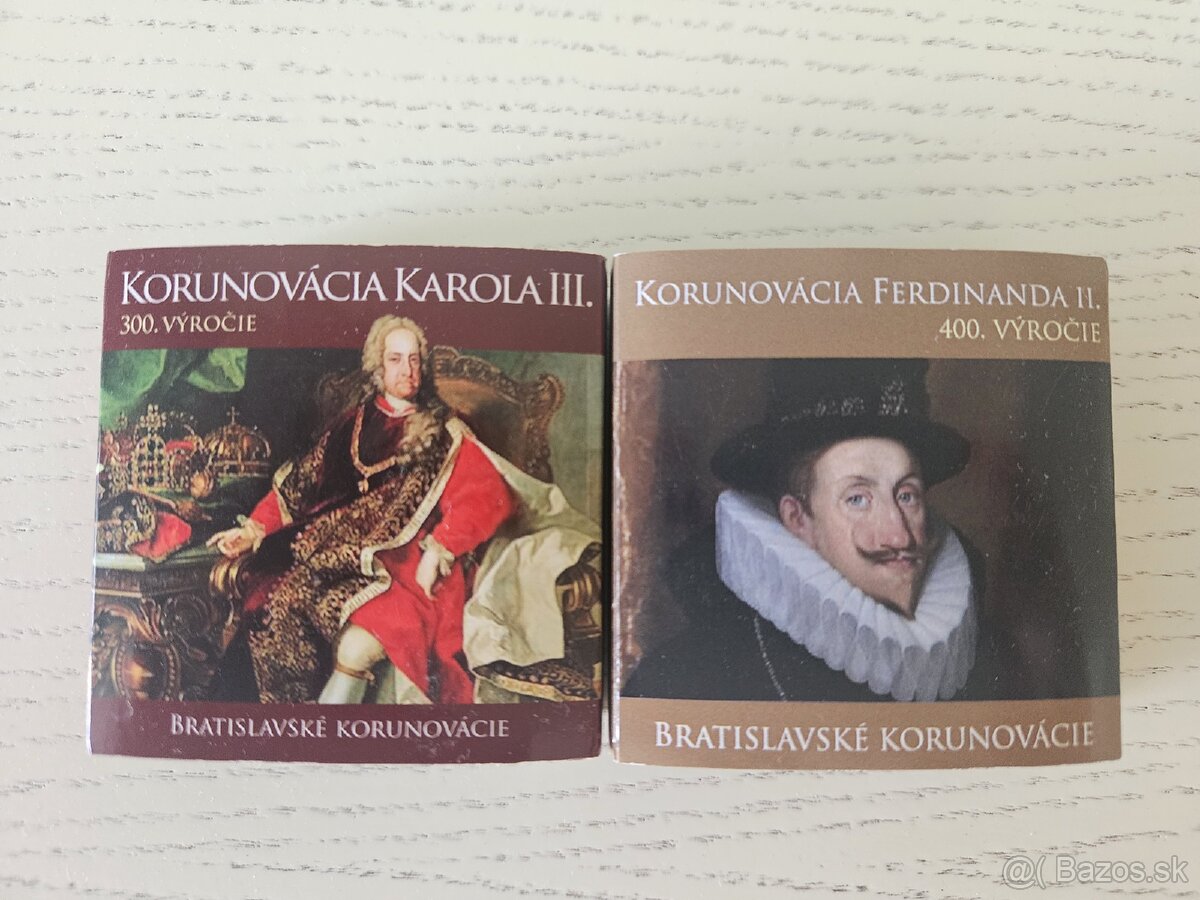 KORUNOVÁCIA KAROLA III.
300. VÝROČIE
BRATISLAVSKÉ KORUNOVÁCIE
KORUNOVÁCIA FERDINANDA II.
400. VÝROČIE
BRATISLAVSKÉ KORUNOVÁCIE
@( Bazos.sk